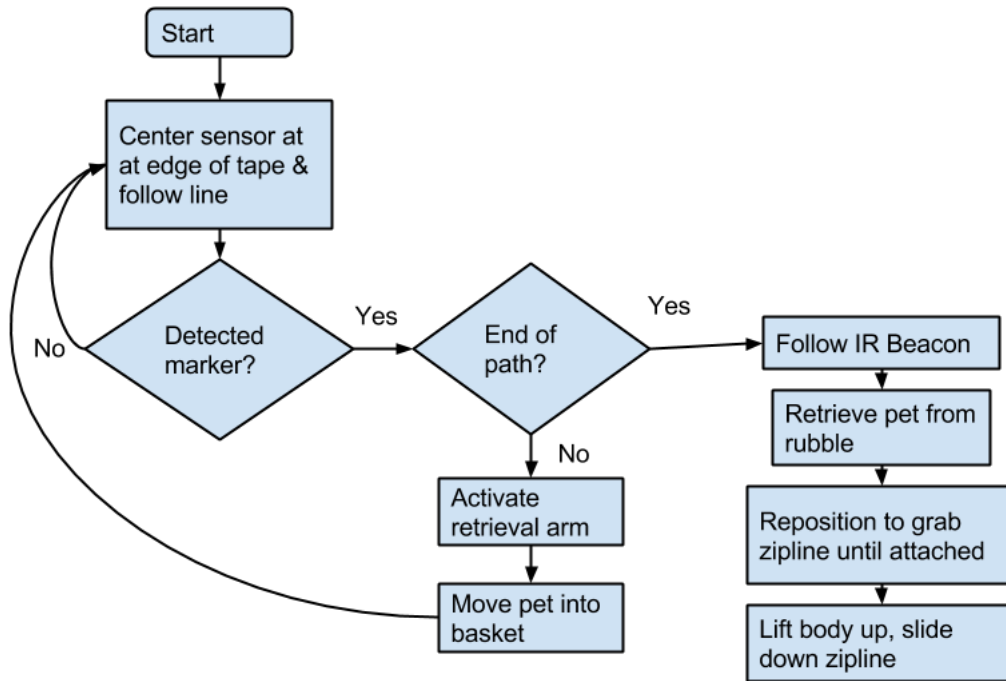 Start
Center sensor at
at edge of tape &
follow line
Detected
marker?
No
Yes
End of
path?
Yes
No
Activate
retrieval arm
Move pet into
basket
Follow IR Beacon
Retrieve pet from
rubble
Reposition to grab
zipline until attached
Lift body up, slide
down zipline